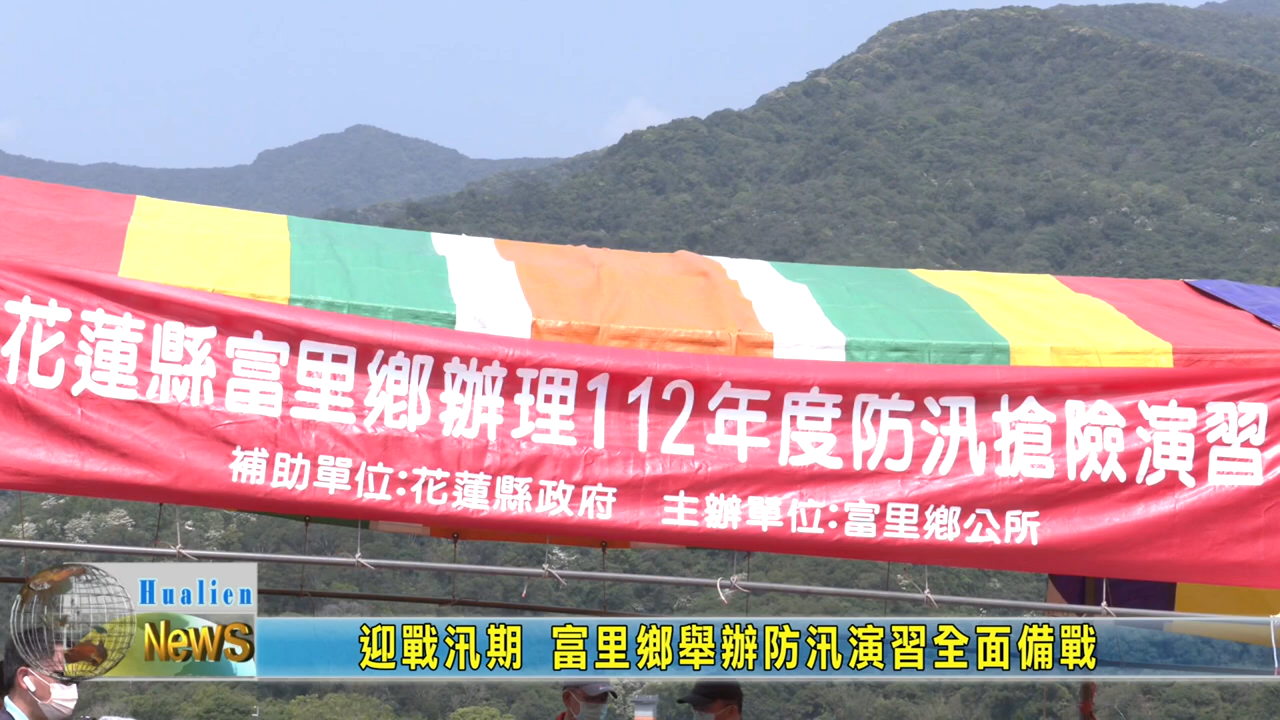 花蓮縣富里鄉辦理112年度防汛搶險演習
補助單位:花蓮縣政府 主辦單位:富里鄉公所
Hualien
News
迎戰汛期 富里鄉舉辦防汛演習全面備戰